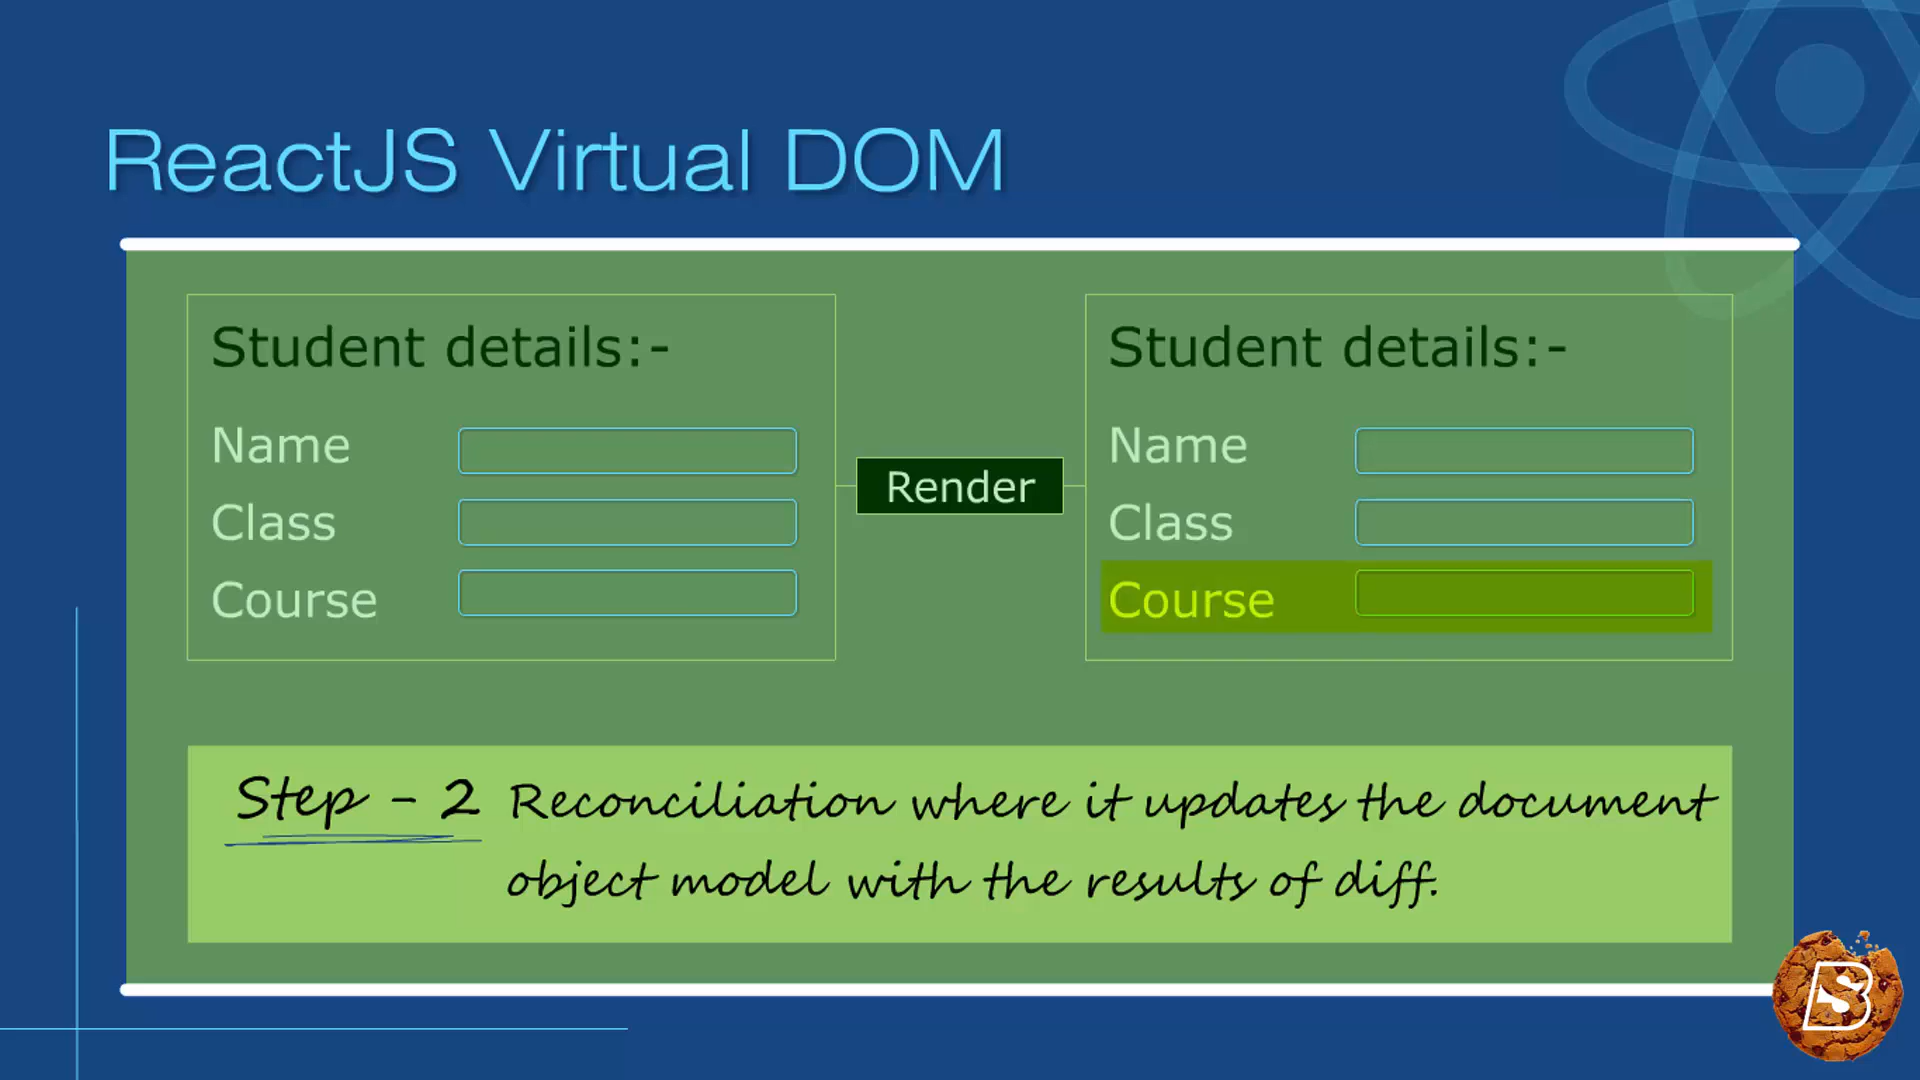 ReactJS Virtual DOM
Student details:-
Name
Class
Course
Render
Student details:-
Name
Class
Course
Step - 2 Reconciliation where it updates the document
object model with the results of diff.
BS